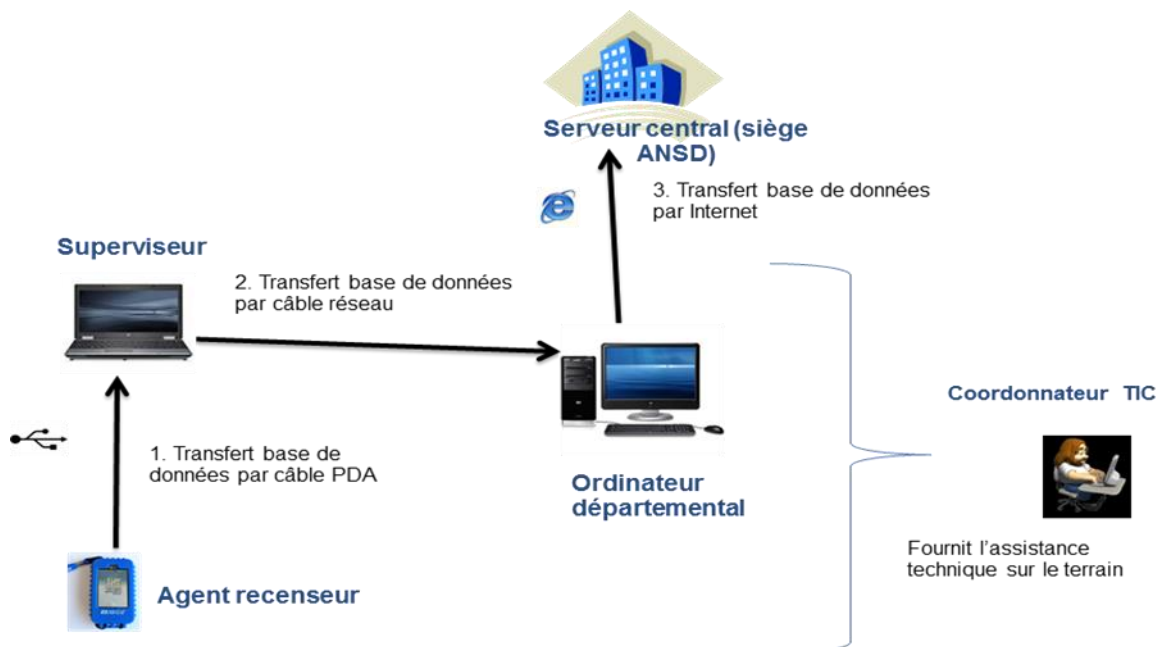 Serveur central (siège
ANSD)
3. Transfert base de données
par Internet
Superviseur
2. Transfert base de données
par câble réseau
Coordonnateur TIC
1. Transfert base de
données par câble PDA
Ordinateur
départemental
Fournit l'assistance
technique sur le terrain
Agent recenseur